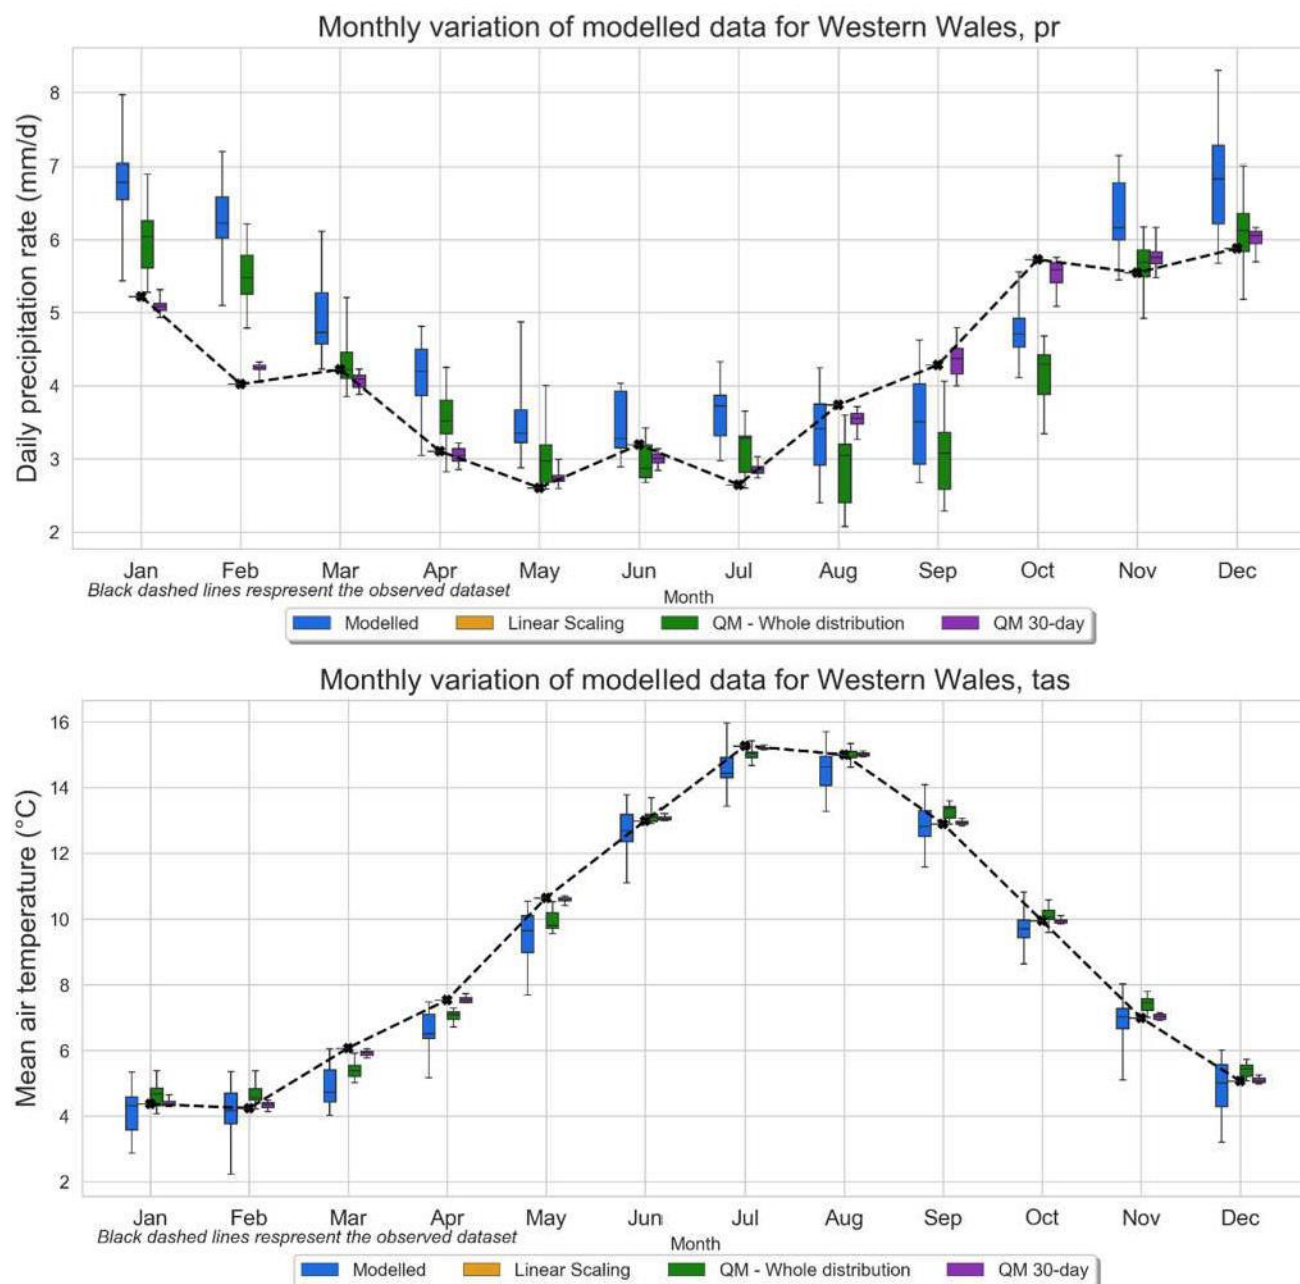 Monthly variation of modelled data for Western Wales, pr
Daily precipitation rate (mm/d)
8
7
6
5
4
3
2
Jan Feb Mar Apr May Jun Jul Aug Sep Oct Nov Dec
Black dashed lines respresent the observed dataset
Month
Modelled Linear Scaling QM - Whole distribution QM 30-day
Monthly variation of modelled data for Western Wales, tas
Mean air temperature (°C)
16
14
12
10
8
6
4
2
Jan Feb Mar Apr May Jun Jul Aug Sep Oct Nov Dec
Black dashed lines respresent the observed dataset
Month
Modelled Linear Scaling QM - Whole distribution QM 30-day